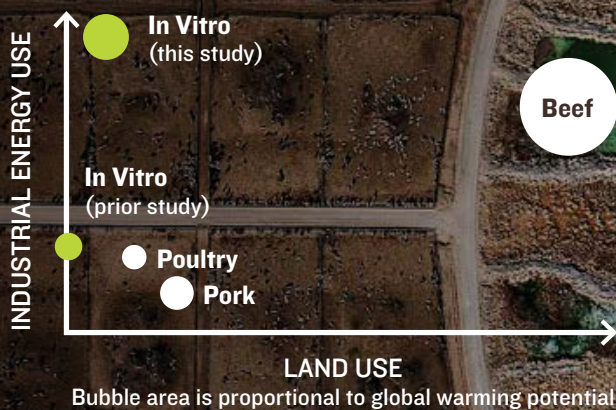 In Vitro
(this study)
INDUSTRIAL ENERGY USE
Beef
In Vitro
(prior study)
Poultry
Pork
LAND USE
Bubble area is proportional to global warming potential